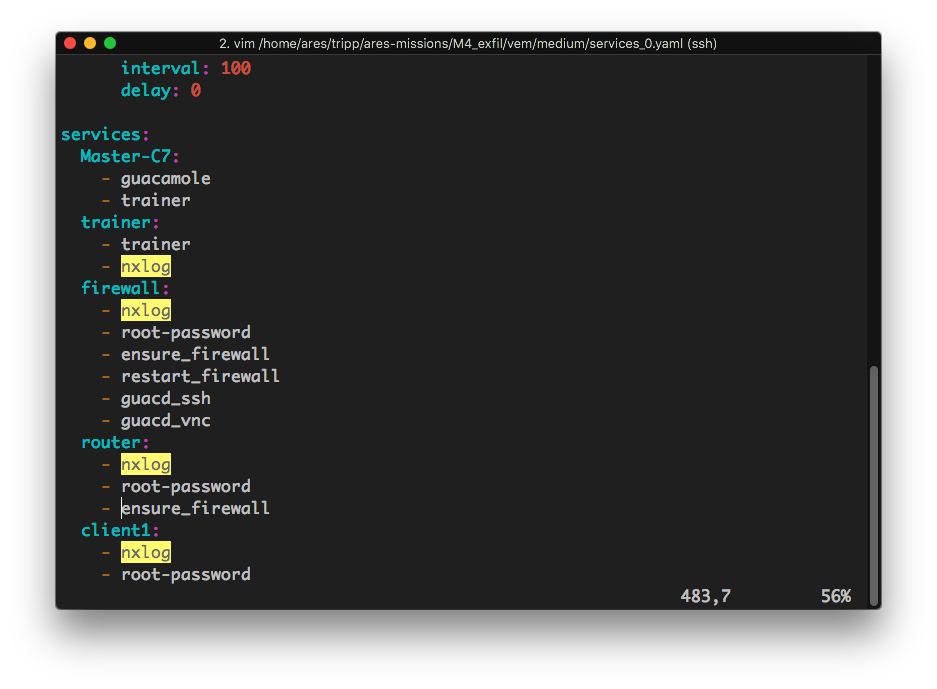 2. vim /home/ares/tripp/ares-missions/M4_exfil/vem/medium/services_0.yaml (ssh)
interval: 100
delay: 0
services:
Master-C7:
- guacamole
- trainer
trainer:
- trainer
- nxlog
firewall:
- nxlog
- root-password
- ensure_firewall
- restart_firewall
- guacd_ssh
- guacd_vnc
router:
- nxlog
- root-password
- ensure_firewall
client1:
- nxlog
- root-password
483,7 56%